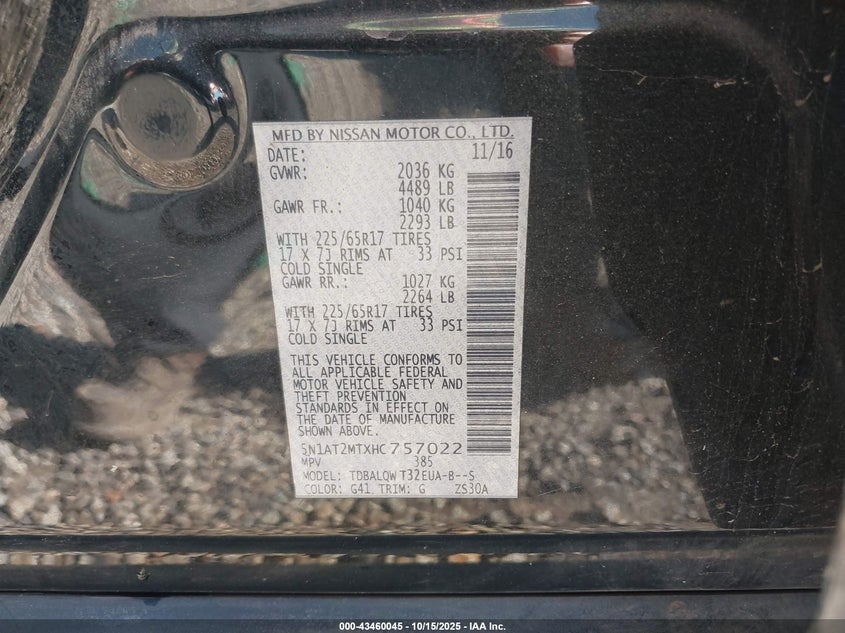 MFD BY NISSAN MOTOR CO., LTD.
DATE: 11/16
GVWR: 2036 KG
4489 LB
GAWR FR.: 1040 KG
2293 LB
WITH 225/65R17 TIRES
17 X 7J RIMS AT 33 PSI
COLD SINGLE
GAWR RR.: 1027 KG
2264 LB
WITH 225/65R17 TIRES
17 X 7J RIMS AT 33 PSI
COLD SINGLE
THIS VEHICLE CONFORMS TO
ALL APPLICABLE FEDERAL
MOTOR VEHICLE SAFETY AND
THEFT PREVENTION
STANDARDS IN EFFECT ON
THE DATE OF MANUFACTURE
SHOWN ABOVE.
5N1AT2MTXHC757022
MPV 385
MODEL: TDBALQW T32EUA-B--S
COLOR: G41 TRIM: G ZS30A
000-43460045 - 10/15/2025 - IAA Inc.